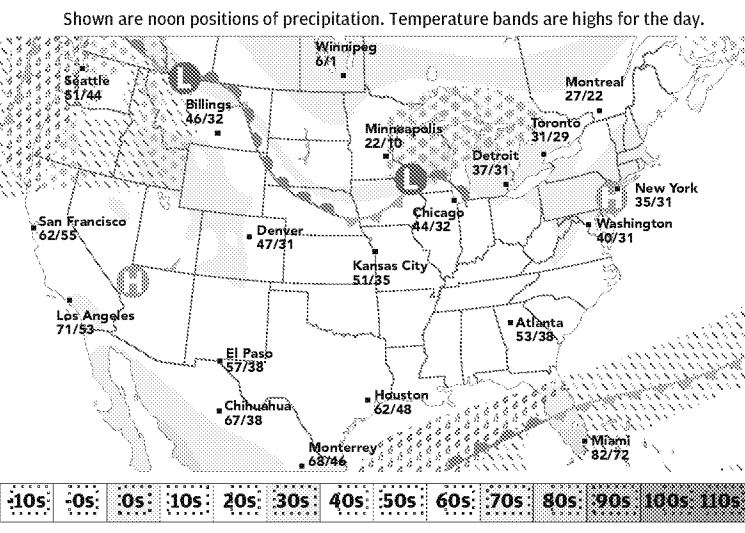 Shown are noon positions of precipitation. Temperature bands are highs for the day.
Winnipeg
6/1
Seattle
51/44
L
Billings
46/32
Montreal
27/22
Toronto
31/29
Minneapolis
22/10
Detroit
37/31
L
New York
35/31
H
Chicago
44/32
Washington
40/31
San Francisco
62/55
Denver
47/31
Kansas City
51/35
H
Los Angeles
71/53
Atlanta
53/38
El Paso
57/38
Houston
62/48
Chihuahua
67/38
Monterrey
68/46
Miami
82/72
-10s -0s 0s 10s 20s 30s 40s 50s 60s 70s 80s 90s 100s 110s